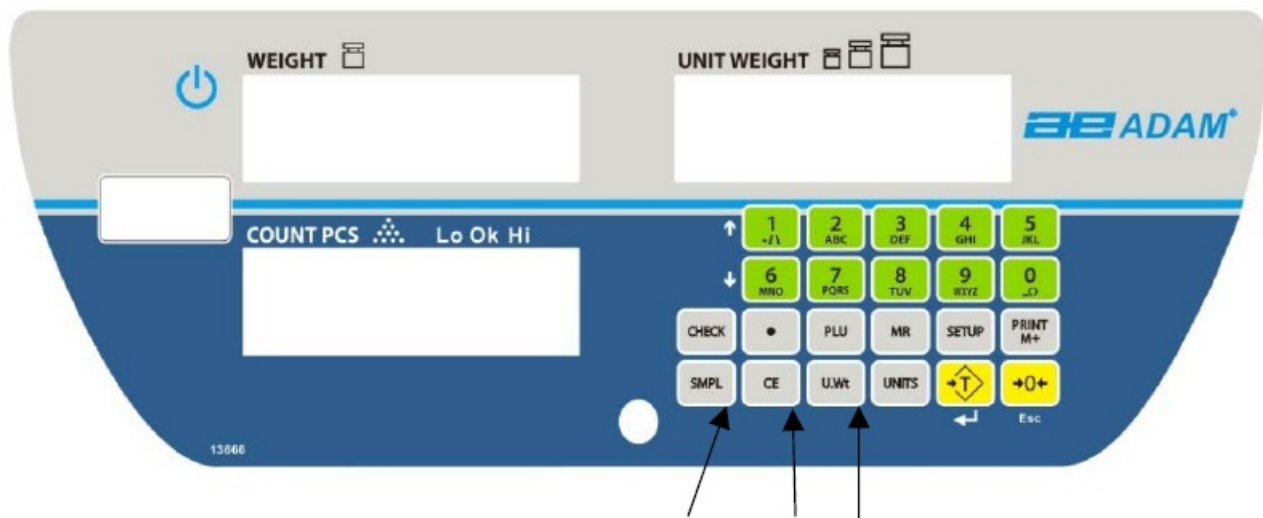 WEIGHT
UNIT WEIGHT
ae ADAM
COUNT PCS Lo Ok Hi
1 2 3 4 5
ABC DEF GHI JKL
6 7 8 9 0
MNO PQRS TUV WXYZ
CHECK • PLU MR SETUP PRINT M+
SMPL CE U.Wt UNITS →T →0←
Esc
13666